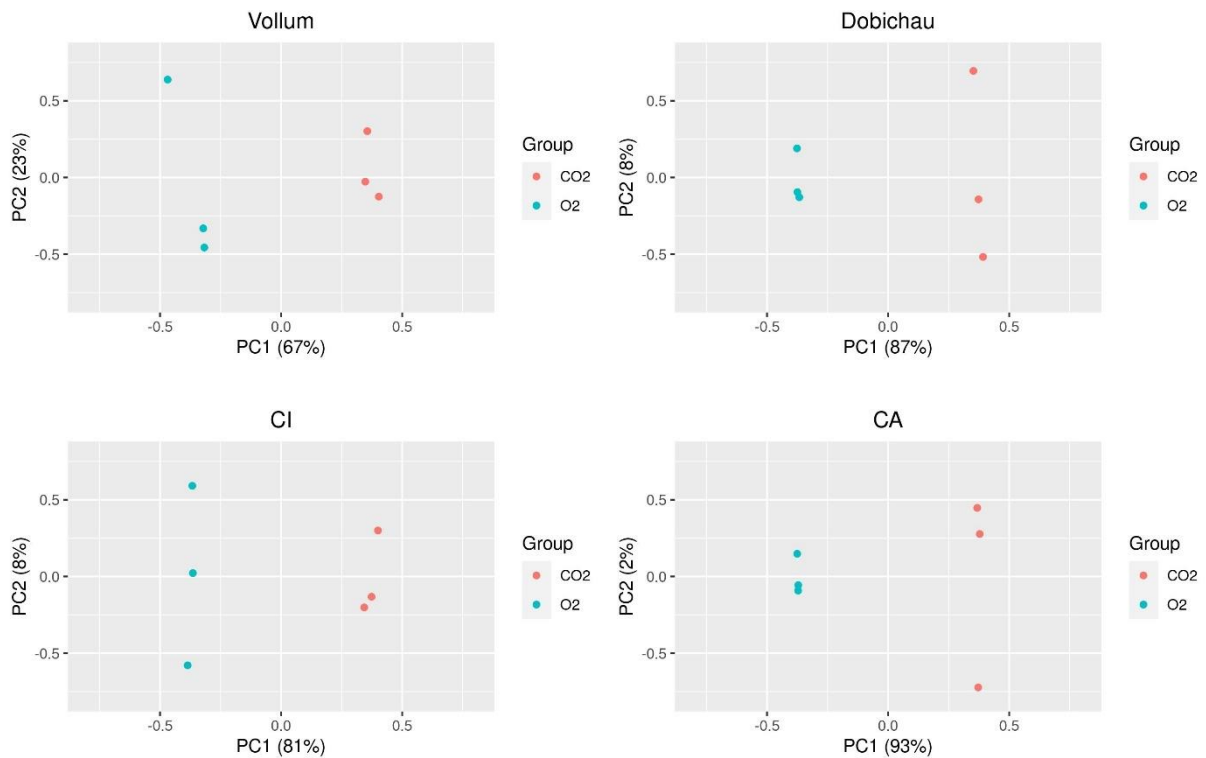 Vollum
0.5
0.0
-0.5
PC2 (23%)
-0.5
0.0
0.5
PC1 (67%)
Group
CO2
O2
Dobichau
0.5
0.0
-0.5
PC2 (8%)
-0.5
0.0
0.5
PC1 (87%)
Group
CO2
O2
CI
0.5
0.0
-0.5
PC2 (8%)
-0.5
0.0
0.5
PC1 (81%)
Group
CO2
O2
CA
0.5
0.0
-0.5
PC2 (2%)
-0.5
0.0
0.5
PC1 (93%)
Group
CO2
O2